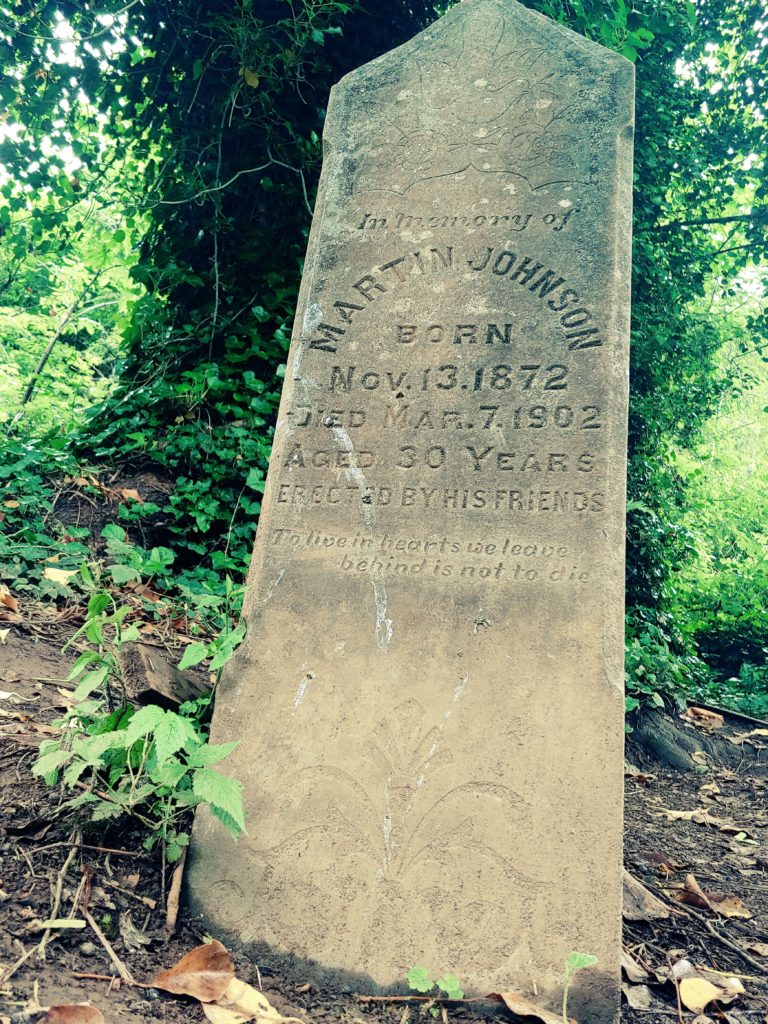 In memory of
MARTIN JOHNSON
BORN
NOV. 13. 1872
DIED MAR. 7. 1902
AGED 30 YEARS
ERECTED BY HIS FRIENDS
To live in hearts we leave
behind is not to die